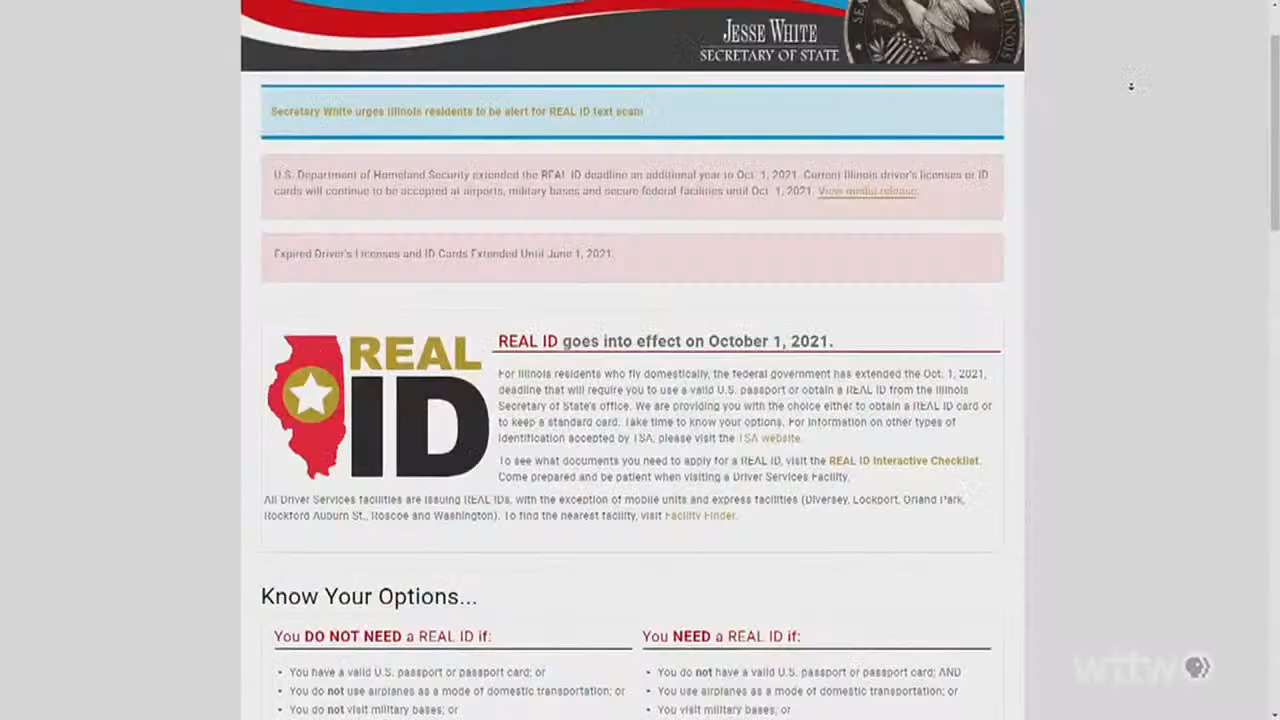 JESSE WHITE
SECRETARY OF STATE
SEAL
ILLINOIS
Secretary White urges Illinois residents to be alert for REAL ID text scam
U.S. Department of Homeland Security extended the REAL ID deadline an additional year to Oct. 1, 2021. Current Illinois driver's licenses or ID
cards will continue to be accepted at airports, military bases and secure federal facilities until Oct. 1, 2021. View media release.
Expired Driver's Licenses and ID Cards Extended Until June 1, 2021.
REAL
ID
REAL ID goes into effect on October 1, 2021.
For Illinois residents who fly domestically, the federal government has extended the Oct. 1, 2021,
deadline that will require you to use a valid U.S. passport or obtain a REAL ID from the Illinois
Secretary of State's office. We are providing you with the choice either to obtain a REAL ID card or
to keep a standard card. Take time to know your options. For information on other types of
identification accepted by TSA, please visit the TSA website.
To see what documents you need to apply for a REAL ID, visit the REAL ID Interactive Checklist.
Come prepared and be patient when visiting a Driver Services Facility.
All Driver Services facilities are issuing REAL IDs, with the exception of mobile units and express facilities (Diversey, Lockport, Orland Park,
Rockford Auburn St., Roscoe and Washington). To find the nearest facility, visit Facility Finder.
Know Your Options...
You DO NOT NEED a REAL ID if:
• You have a valid U.S. passport or passport card; or
• You do not use airplanes as a mode of domestic transportation; or
• You do not visit military bases; or
You NEED a REAL ID if:
• You do not have a valid U.S. passport or passport card; AND
• You use airplanes as a mode of domestic transportation; or
• You visit military bases; or
wttw PBS